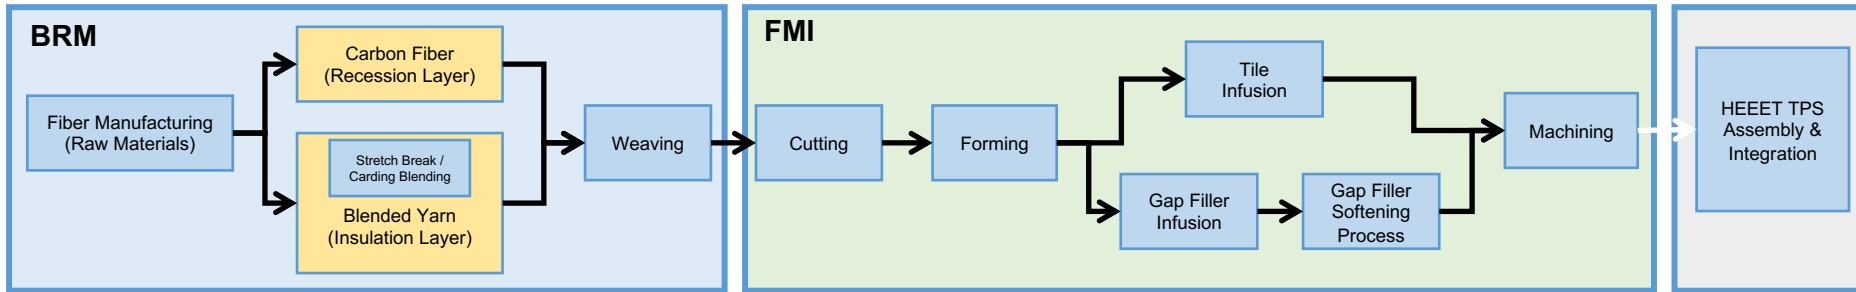 BRM
Fiber Manufacturing
(Raw Materials)
Carbon Fiber
(Recession Layer)
Stretch Break /
Carding Blending
Blended Yarn
(Insulation Layer)
Weaving
FMI
Cutting
Forming
Tile
Infusion
Gap Filler
Infusion
Gap Filler
Softening
Process
Machining
HEEET TPS
Assembly &
Integration